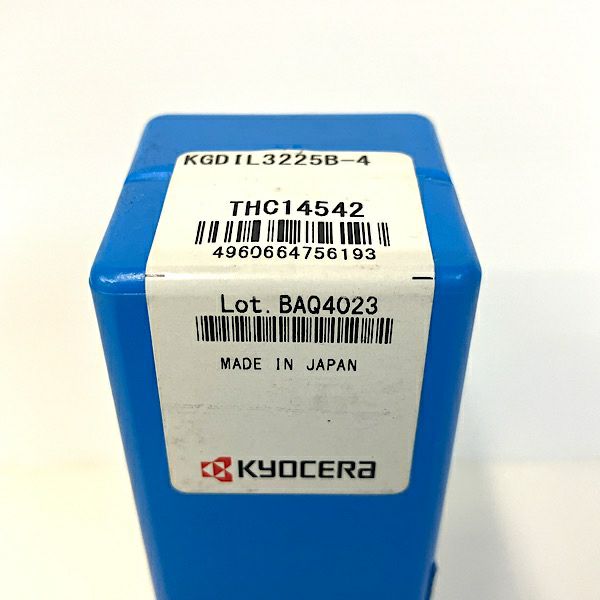 KGDIL3225B-4
THC14542
4960664756193
Lot. BAQ4023
MADE IN JAPAN
KYOCERA